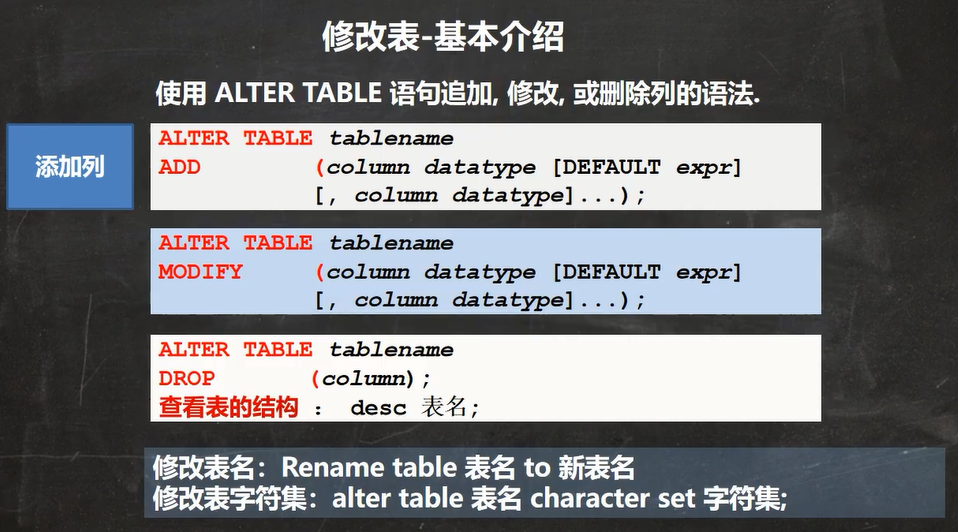 修改表-基本介绍
使用 ALTER TABLE 语句追加, 修改, 或删除列的语法.
添加列
ALTER TABLE tablename
ADD (column datatype [DEFAULT expr]
[, column datatype]...);
ALTER TABLE tablename
MODIFY (column datatype [DEFAULT expr]
[, column datatype]...);
ALTER TABLE tablename
DROP (column);
查看表的结构 ： desc 表名;
修改表名：Rename table 表名 to 新表名
修改表字符集：alter table 表名 character set 字符集;